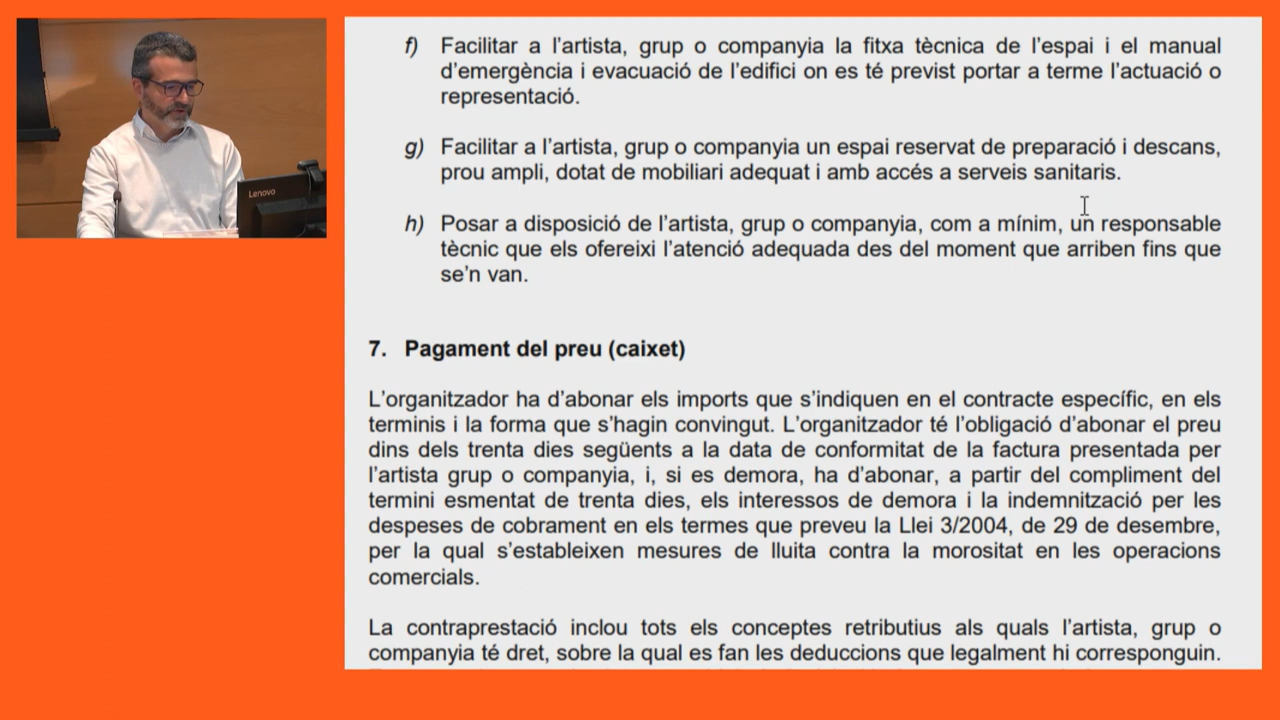 Lenovo
f) Facilitar a l’artista, grup o companyia la fitxa tècnica de l’espai i el manual
d’emergència i evacuació de l’edifici on es té previst portar a terme l’actuació o
representació.
g) Facilitar a l’artista, grup o companyia un espai reservat de preparació i descans,
prou ampli, dotat de mobiliari adequat i amb accés a serveis sanitaris.
h) Posar a disposició de l’artista, grup o companyia, com a mínim, un responsable
tècnic que els ofereixi l’atenció adequada des del moment que arriben fins que
se’n van.
7. Pagament del preu (caixet)
L’organitzador ha d’abonar els imports que s’indiquen en el contracte específic, en els
terminis i la forma que s’hagin convingut. L’organitzador té l’obligació d’abonar el preu
dins dels trenta dies següents a la data de conformitat de la factura presentada per
l’artista grup o companyia, i, si es demora, ha d’abonar, a partir del compliment del
termini esmentat de trenta dies, els interessos de demora i la indemnització per les
despeses de cobrament en els termes que preveu la Llei 3/2004, de 29 de desembre,
per la qual s’estableixen mesures de lluita contra la morositat en les operacions
comercials.
La contraprestació inclou tots els conceptes retributius als quals l’artista, grup o
companyia té dret, sobre la qual es fan les deduccions que legalment hi corresponguin.